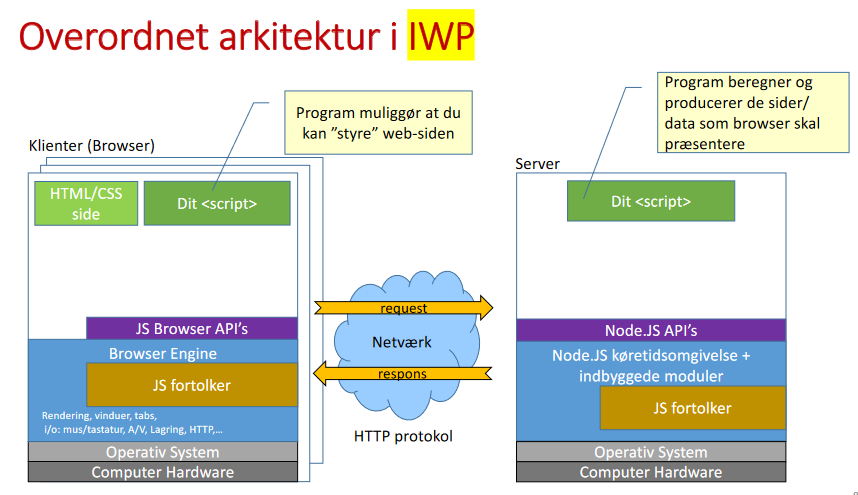 Overordnet arkitektur i IWP
Program muliggør at du
kan ”styre” web-siden
Program beregner og
producerer de sider/
data som browser skal
præsentere
Klienter (Browser)
HTML/CSS
side
Dit <script>
JS Browser API’s
Browser Engine
JS fortolker
Rendering, vinduer, tabs,
i/o: mus/tastatur, A/V, Lagring, HTTP,...
Operativ System
Computer Hardware
request
Netværk
respons
HTTP protokol
Server
Dit <script>
Node.JS API’s
Node.JS køretidsomgivelse +
indbyggede moduler
JS fortolker
Operativ System
Computer Hardware